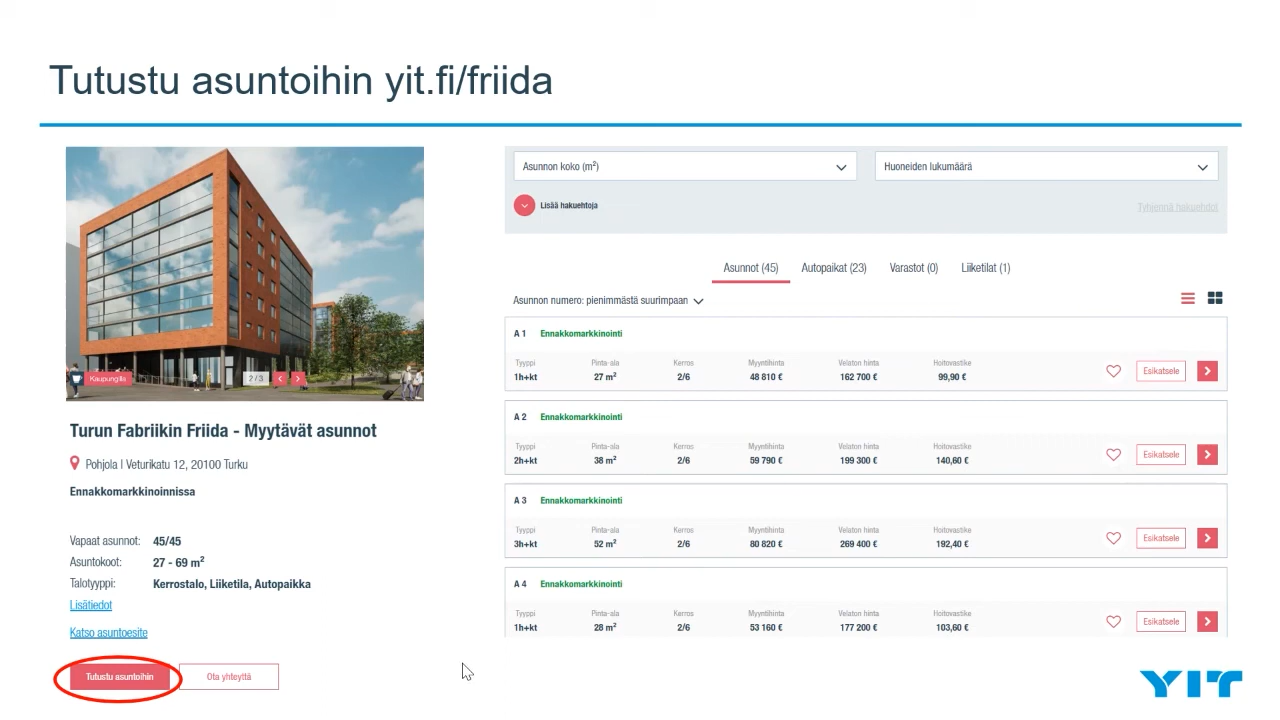 Tutustu asuntoihin yit.fi/friida
Kaupungilla
2 / 3
Turun Fabriikin Friida - Myytävät asunnot
Pohjola | Veturikatu 12, 20100 Turku
Ennakkomarkkinoinnissa
Vapaat asunnot: 45/45
Asuntokoot: 27 - 69 m²
Talotyyppi: Kerrostalo, Liiketila, Autopaikka
Lisätiedot
Katso asuntoesite
Tutustu asuntoihin Ota yhteyttä
Asunnon koko (m²) Huoneiden lukumäärä
Lisää hakuehtoja Tyhjennä hakuehdot
Asunnot (45) Autopaikat (23) Varastot (0) Liiketilat (1)
Asunnon numero: pienimmästä suurimpaan
A 1 Ennakkomarkkinointi
Tyyppi Pinta-ala Kerros Myyntihinta Velaton hinta Hoitovastike
1h+kt 27 m² 2/6 48 810 € 162 700 € 99,90 € Esikatsele
A 2 Ennakkomarkkinointi
Tyyppi Pinta-ala Kerros Myyntihinta Velaton hinta Hoitovastike
2h+kt 38 m² 2/6 59 790 € 199 300 € 140,60 € Esikatsele
A 3 Ennakkomarkkinointi
Tyyppi Pinta-ala Kerros Myyntihinta Velaton hinta Hoitovastike
3h+kt 52 m² 2/6 80 820 € 269 400 € 192,40 € Esikatsele
A 4 Ennakkomarkkinointi
Tyyppi Pinta-ala Kerros Myyntihinta Velaton hinta Hoitovastike
1h+kt 28 m² 2/6 53 160 € 177 200 € 103,60 € Esikatsele
YIT